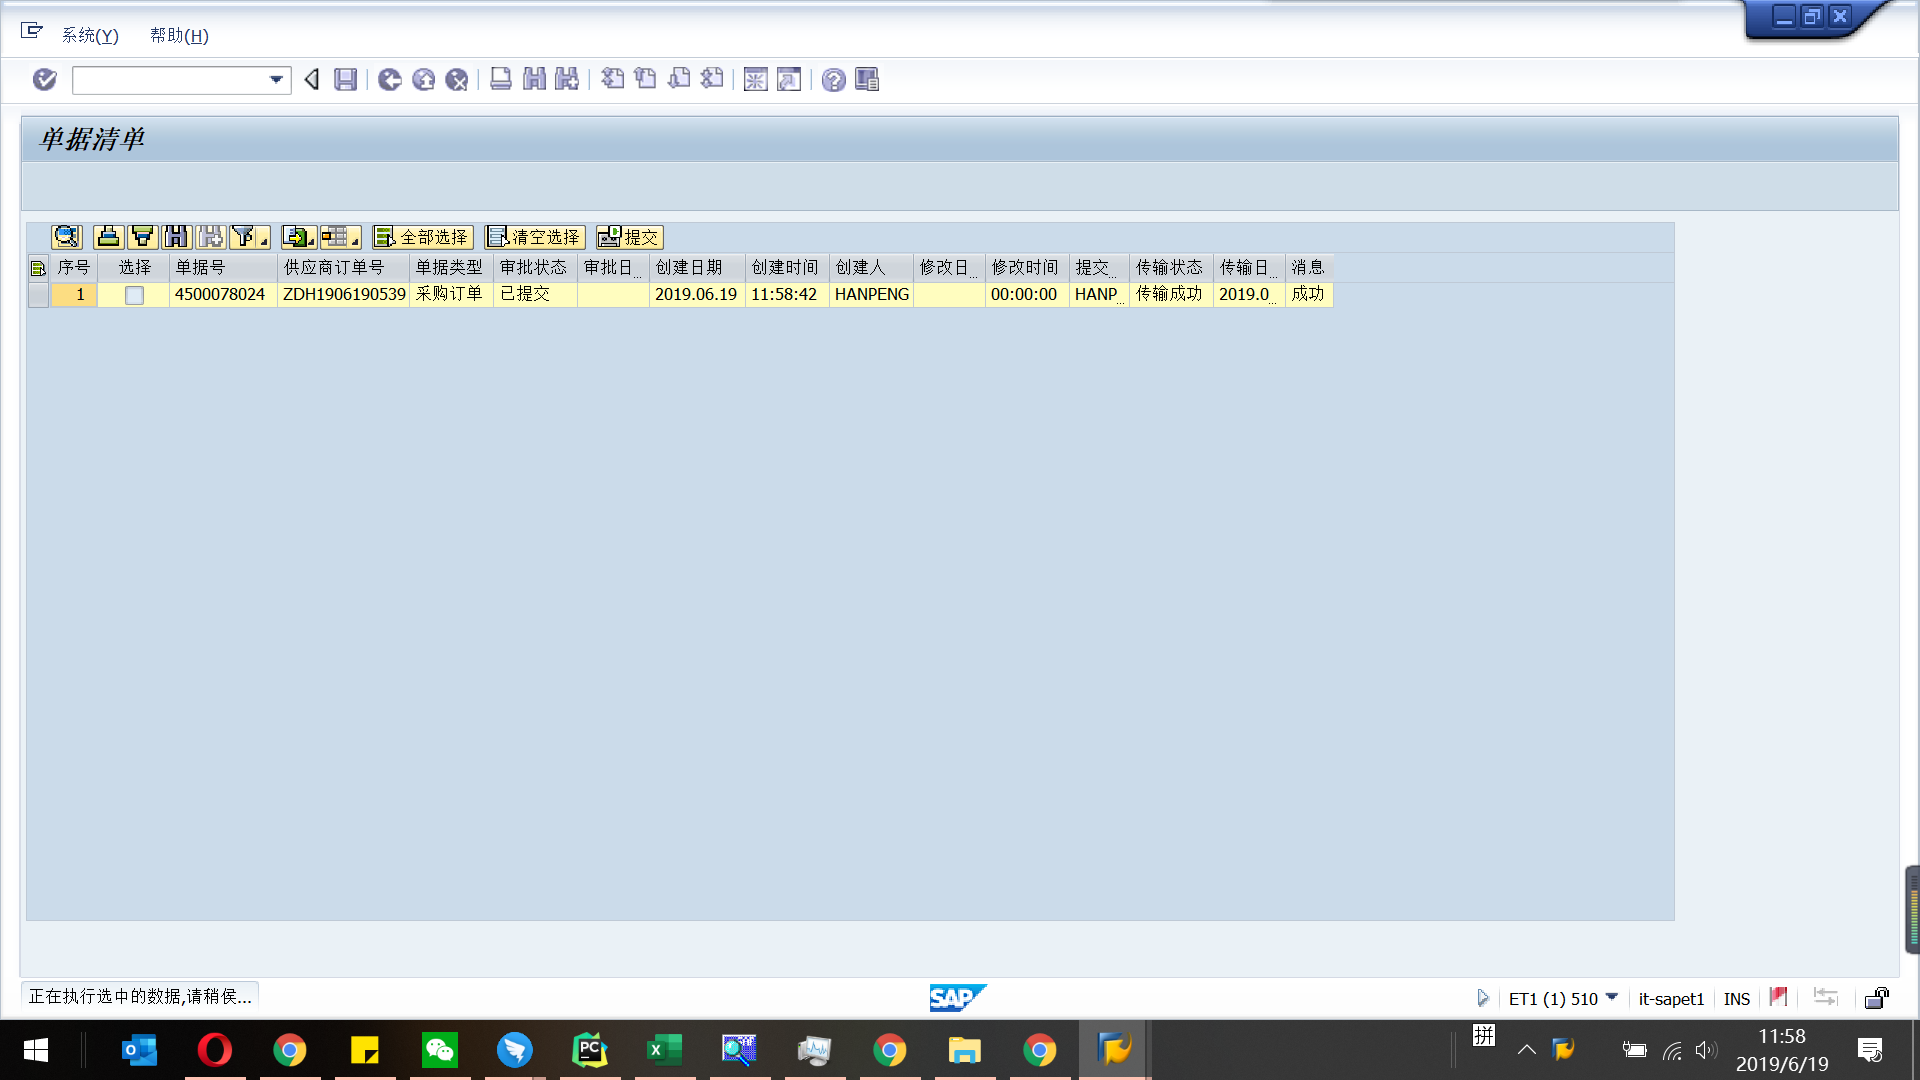 系统(Y) 帮助(H)
单据清单
全部选择 清空选择 提交
序号 选择 单据号 供应商订单号 单据类型 审批状态 审批日... 创建日期 创建时间 创建人 修改日... 修改时间 提交... 传输状态 传输日... 消息
1 4500078024 ZDH1906190539 采购订单 已提交 2019.06.19 11:58:42 HANPENG 00:00:00 HANP... 传输成功 2019.0... 成功
正在执行选中的数据,请稍侯...
SAP
ET1 (1) 510 it-sapet1 INS
拼
11:58
2019/6/19